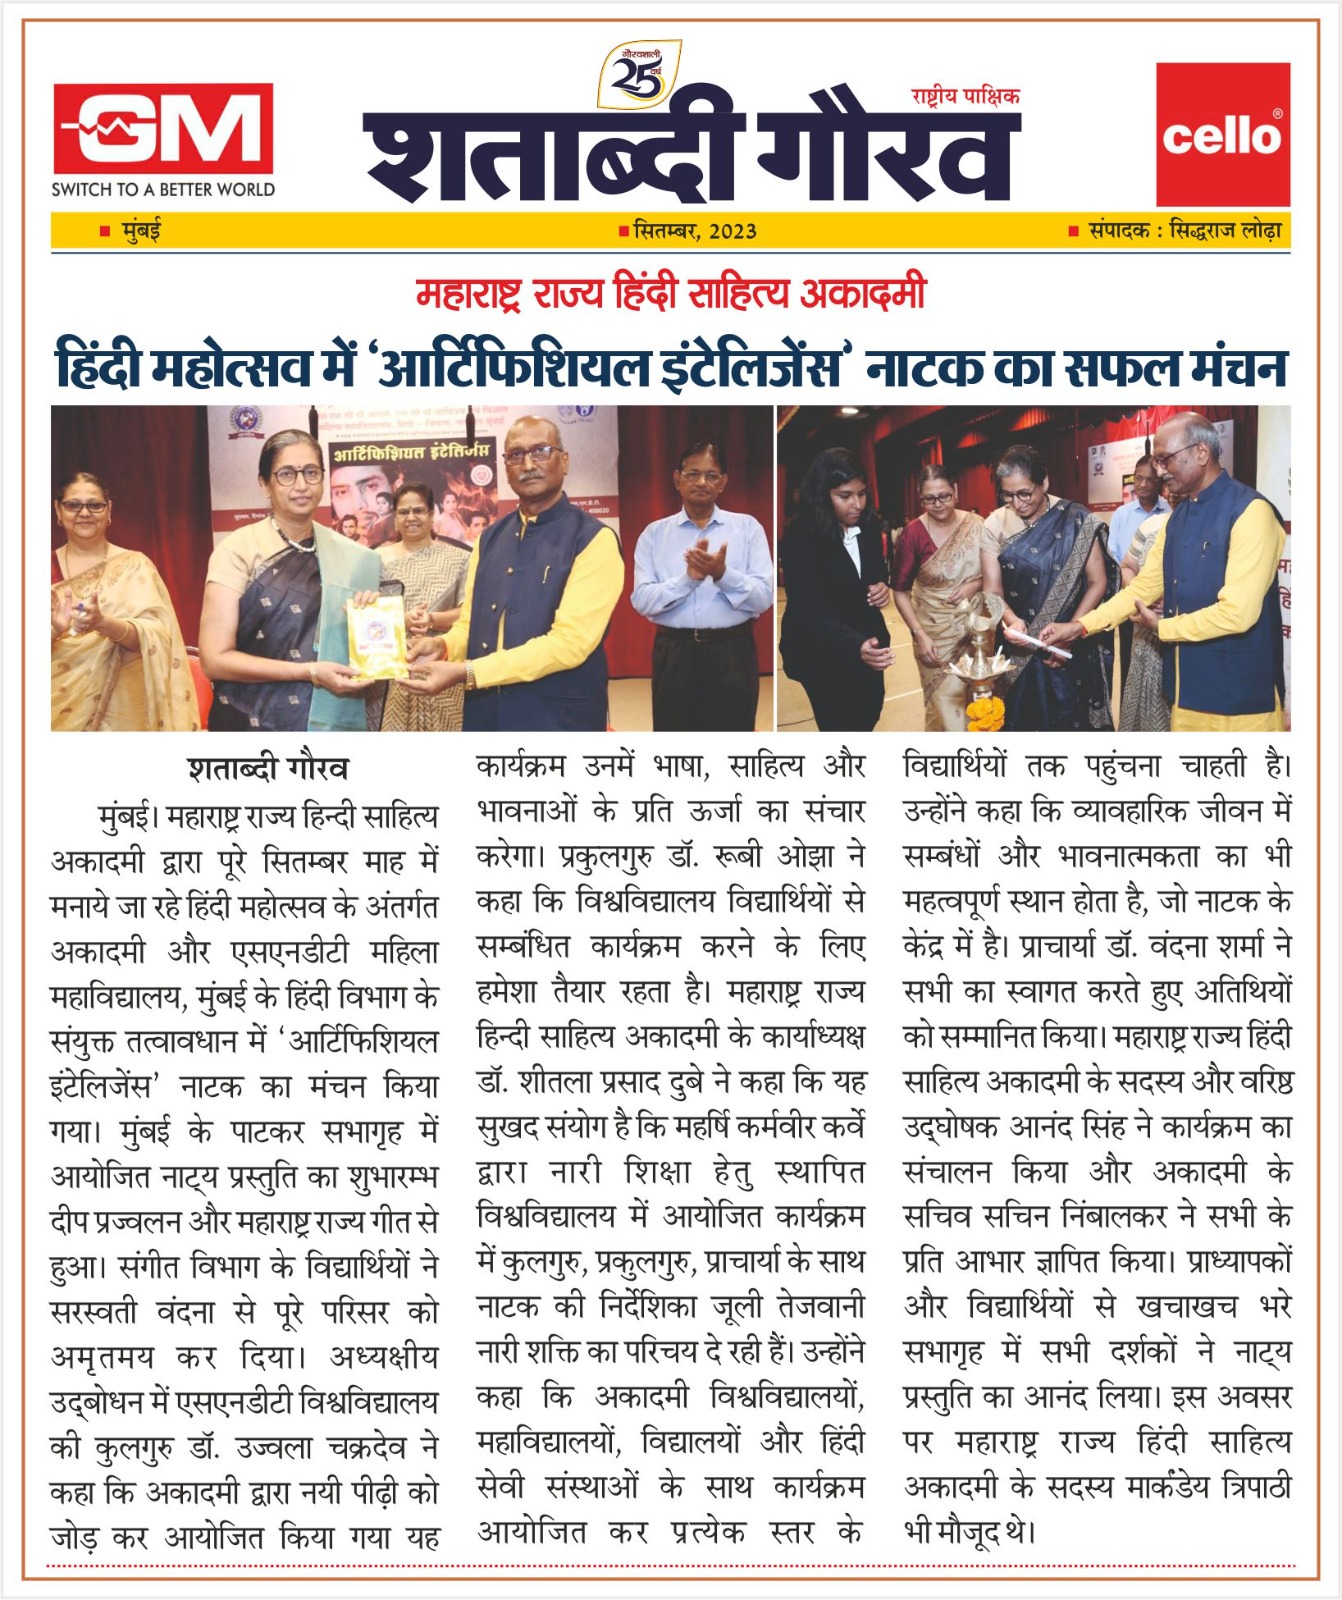 गौरवशाली
25 वर्ष
GM
SWITCH TO A BETTER WORLD
राष्ट्रीय पाक्षिक
शताब्दी गौरव
cello®
मुंबई
सितम्बर, 2023
संपादक : सिद्धराज लोढ़ा
महाराष्ट्र राज्य हिंदी साहित्य अकादमी
हिंदी महोत्सव में ‘आर्टिफिशियल इंटेलिजेंस’ नाटक का सफल मंचन
आर्टिफिशियल इंटेलिजेंस
शताब्दी गौरव
मुंबई। महाराष्ट्र राज्य हिन्दी साहित्य
अकादमी द्वारा पूरे सितम्बर माह में
मनाये जा रहे हिंदी महोत्सव के अंतर्गत
अकादमी और एसएनडीटी महिला
महाविद्यालय, मुंबई के हिंदी विभाग के
संयुक्त तत्वावधान में ‘आर्टिफिशियल
इंटेलिजेंस’ नाटक का मंचन किया
गया। मुंबई के पाटकर सभागृह में
आयोजित नाट्य प्रस्तुति का शुभारम्भ
दीप प्रज्वलन और महाराष्ट्र राज्य गीत से
हुआ। संगीत विभाग के विद्यार्थियों ने
सरस्वती वंदना से पूरे परिसर को
अमृतमय कर दिया। अध्यक्षीय
उद्‌बोधन में एसएनडीटी विश्वविद्यालय
की कुलगुरु डॉ. उज्वला चक्रदेव ने
कहा कि अकादमी द्वारा नयी पीढ़ी को
जोड़ कर आयोजित किया गया यह
कार्यक्रम उनमें भाषा, साहित्य और
भावनाओं के प्रति ऊर्जा का संचार
करेगा। प्रकुलगुरु डॉ. रूबी ओझा ने
कहा कि विश्वविद्यालय विद्यार्थियों से
सम्बंधित कार्यक्रम करने के लिए
हमेशा तैयार रहता है। महाराष्ट्र राज्य
हिन्दी साहित्य अकादमी के कार्याध्यक्ष
डॉ. शीतला प्रसाद दुबे ने कहा कि यह
सुखद संयोग है कि महर्षि कर्मवीर कर्वे
द्वारा नारी शिक्षा हेतु स्थापित
विश्वविद्यालय में आयोजित कार्यक्रम
में कुलगुरु, प्रकुलगुरु, प्राचार्या के साथ
नाटक की निर्देशिका जूली तेजवानी
नारी शक्ति का परिचय दे रही हैं। उन्होंने
कहा कि अकादमी विश्वविद्यालयों,
महाविद्यालयों, विद्यालयों और हिंदी
सेवी संस्थाओं के साथ कार्यक्रम
आयोजित कर प्रत्येक स्तर के
विद्यार्थियों तक पहुंचना चाहती है।
उन्होंने कहा कि व्यावहारिक जीवन में
सम्बंधों और भावनात्मकता का भी
महत्वपूर्ण स्थान होता है, जो नाटक के
केंद्र में है। प्राचार्या डॉ. वंदना शर्मा ने
सभी का स्वागत करते हुए अतिथियों
को सम्मानित किया। महाराष्ट्र राज्य हिंदी
साहित्य अकादमी के सदस्य और वरिष्ठ
उद्‌घोषक आनंद सिंह ने कार्यक्रम का
संचालन किया और अकादमी के
सचिव सचिन निंबालकर ने सभी के
प्रति आभार ज्ञापित किया। प्राध्यापकों
और विद्यार्थियों से खचाखच भरे
सभागृह में सभी दर्शकों ने नाट्य
प्रस्तुति का आनंद लिया। इस अवसर
पर महाराष्ट्र राज्य हिंदी साहित्य
अकादमी के सदस्य मार्कंडेय त्रिपाठी
भी मौजूद थे।